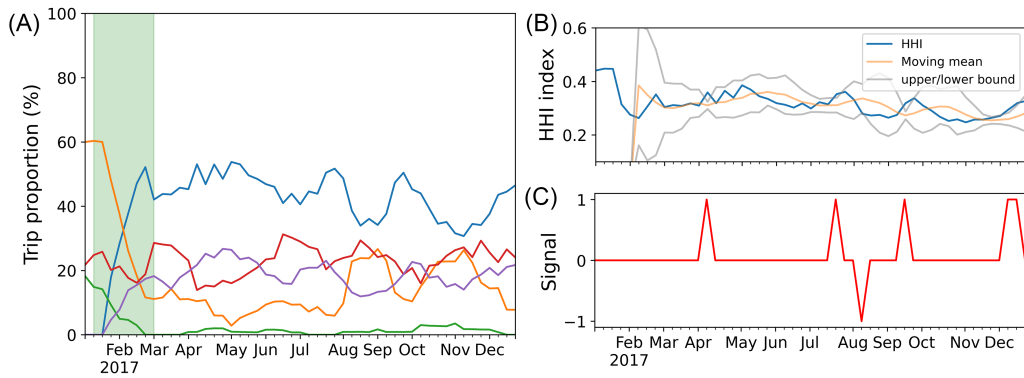 (A)
Trip proportion (%)
100
80
60
40
20
0
Feb Mar Apr May Jun Jul Aug Sep Oct Nov Dec
2017
(B)
HHI index
0.6
0.4
0.2
HHI
Moving mean
upper/lower bound
(C)
Signal
1
0
−1
Feb Mar Apr May Jun Jul Aug Sep Oct Nov Dec
2017